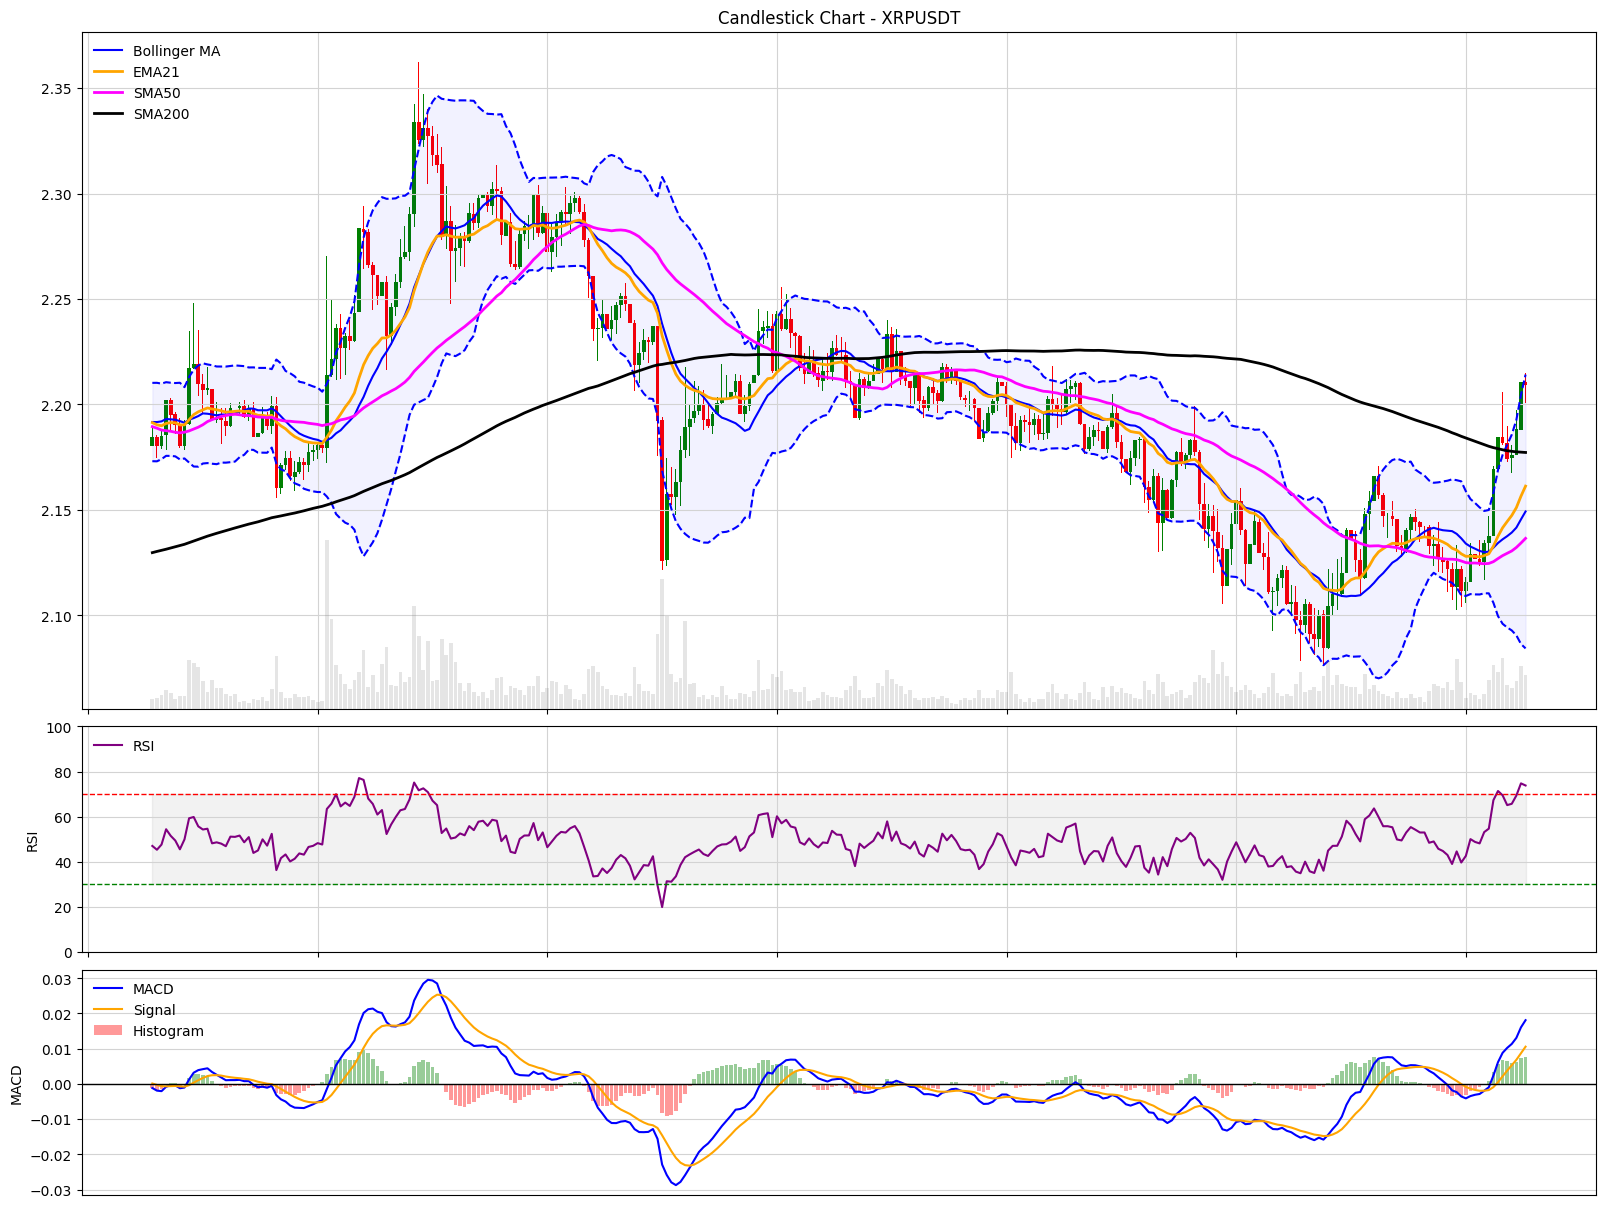 Candlestick Chart - XRPUSDT
Bollinger MA
EMA21
SMA50
SMA200
2.35
2.30
2.25
2.20
2.15
2.10
RSI
100
80
60
40
20
0
RSI
MACD
Signal
Histogram
0.03
0.02
0.01
0.00
−0.01
−0.02
−0.03
MACD